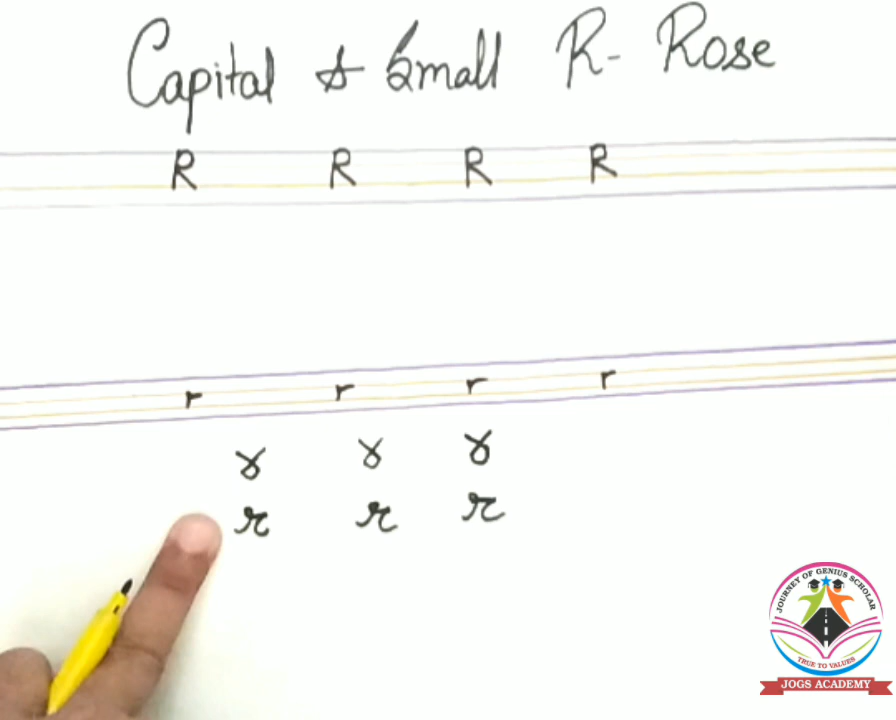 Capital & Small R- Rose
R R R R
r r r r
r r r
r r r
JOURNEY OF GENIUS SCHOLAR
TRUE TO VALUES
JOGS ACADEMY